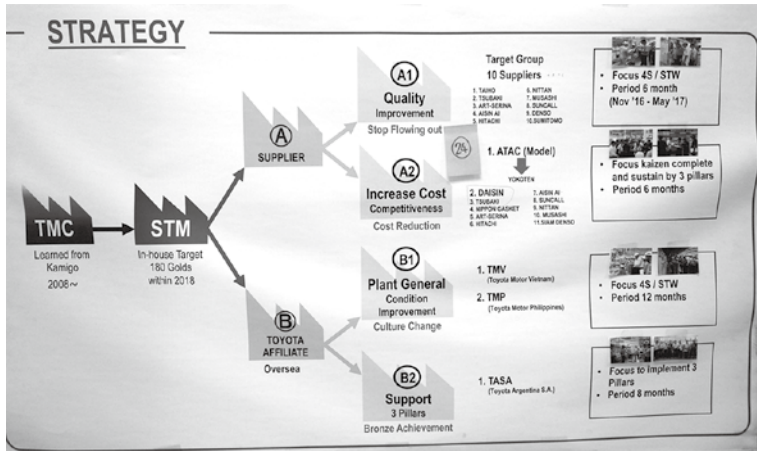 STRATEGY
TMC
Learned from
Kamigo
2008~
STM
In-house Target
180 Golds
within 2018
A
SUPPLIER
B
TOYOTA
AFFILIATE
Oversea
A1
Quality
Improvement
Stop Flowing out
A2
Increase Cost
Competitiveness
Cost Reduction
B1
Plant General
Condition
Improvement
Culture Change
B2
Support
3 Pillars
Bronze Achievement
Target Group
10 Suppliers
1. TAIHO
2. TSUBAKI
3. ART-SERINA
4. AISIN AI
5. HITACHI
6. NITTAN
7. MUSASHI
8. SUNCALL
9. DENSO
10. SUMITOMO
24
1. ATAC (Model)
YOKOTEN
2. DAISIN
3. TSUBAKI
4. NIPPON GASKET
5. ART-SERINA
6. HITACHI
7. AISIN AI
8. SUNCALL
9. NITTAN
10. MUSASHI
11. SIAM DENSO
1. TMV
(Toyota Motor Vietnam)
2. TMP
(Toyota Motor Philippines)
1. TASA
(Toyota Argentina S.A.)
• Focus 4S / STW
• Period 6 month
(Nov '16 - May '17)
• Focus kaizen complete
and sustain by 3 pillars
• Period 6 months
• Focus 4S / STW
• Period 12 months
• Focus to implement 3
Pillars
• Period 8 months